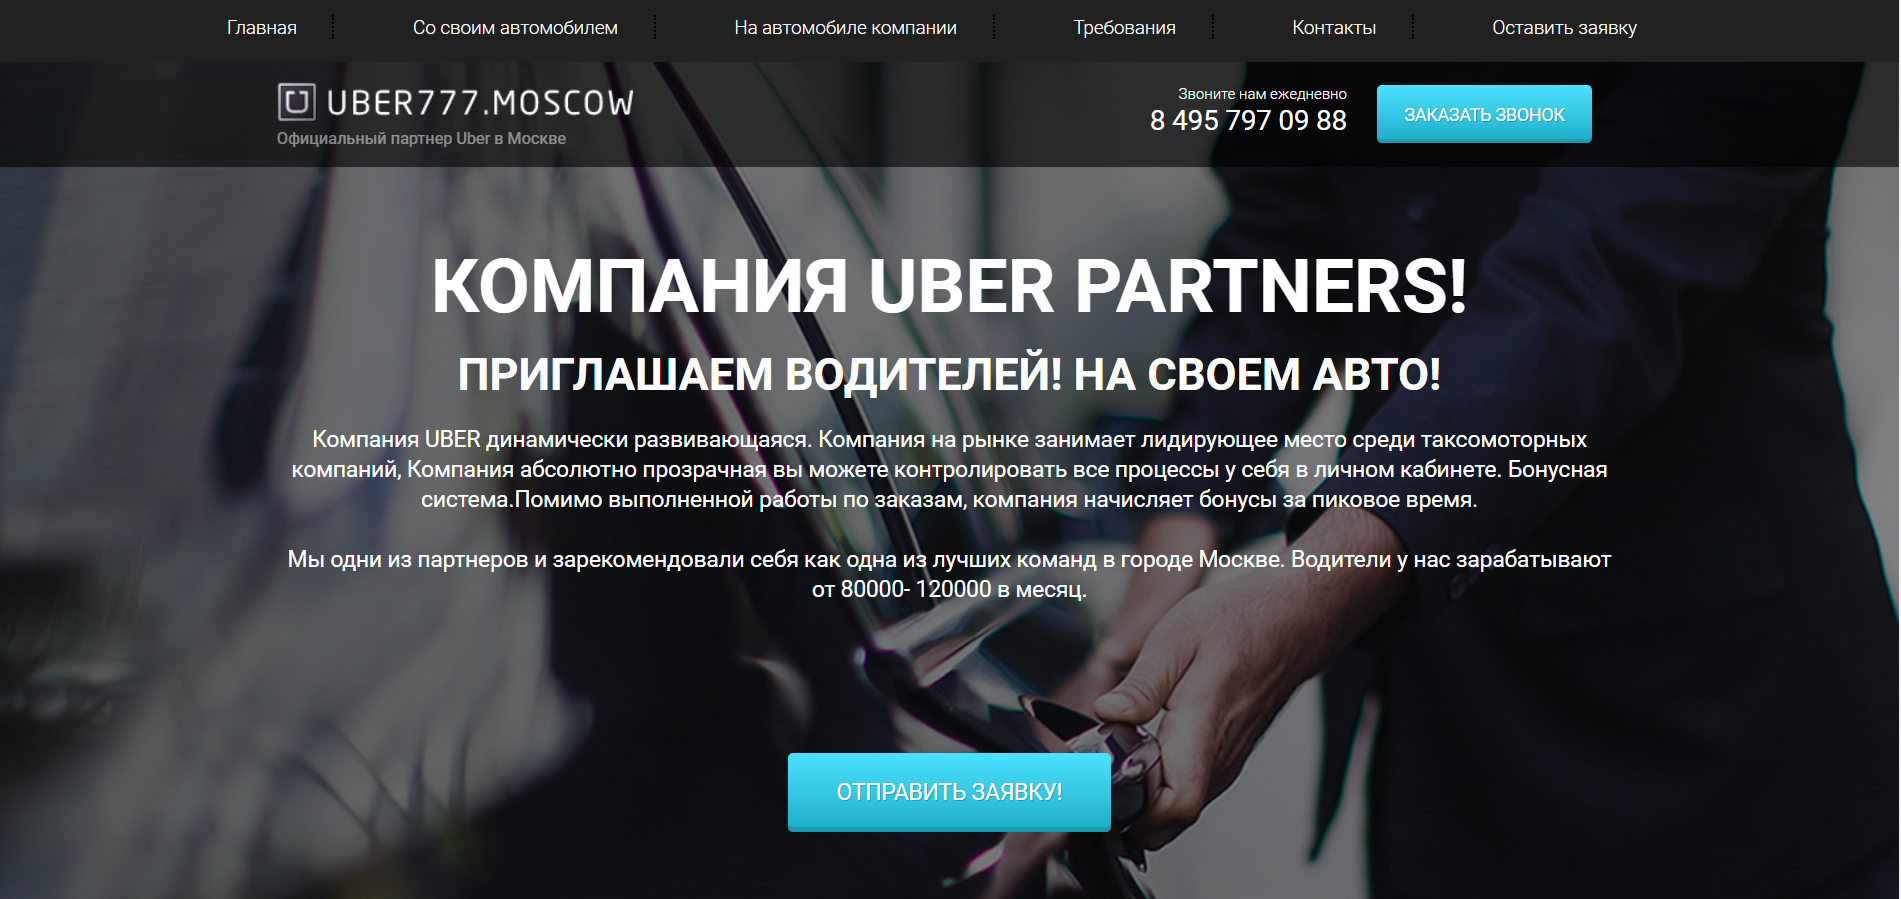 Главная
Со своим автомобилем
На автомобиле компании
Требования
Контакты
Оставить заявку
UBER777.MOSCOW
Официальный партнер Uber в Москве
Звоните нам ежедневно
8 495 797 09 88
ЗАКАЗАТЬ ЗВОНОК
КОМПАНИЯ UBER PARTNERS!
ПРИГЛАШАЕМ ВОДИТЕЛЕЙ! НА СВОЕМ АВТО!
Компания UBER динамически развивающаяся. Компания на рынке занимает лидирующее место среди таксомоторных
компаний, Компания абсолютно прозрачная вы можете контролировать все процессы у себя в личном кабинете. Бонусная
система.Помимо выполненной работы по заказам, компания начисляет бонусы за пиковое время.
Мы одни из партнеров и зарекомендовали себя как одна из лучших команд в городе Москве. Водители у нас зарабатывают
от 80000- 120000 в месяц.
ОТПРАВИТЬ ЗАЯВКУ!